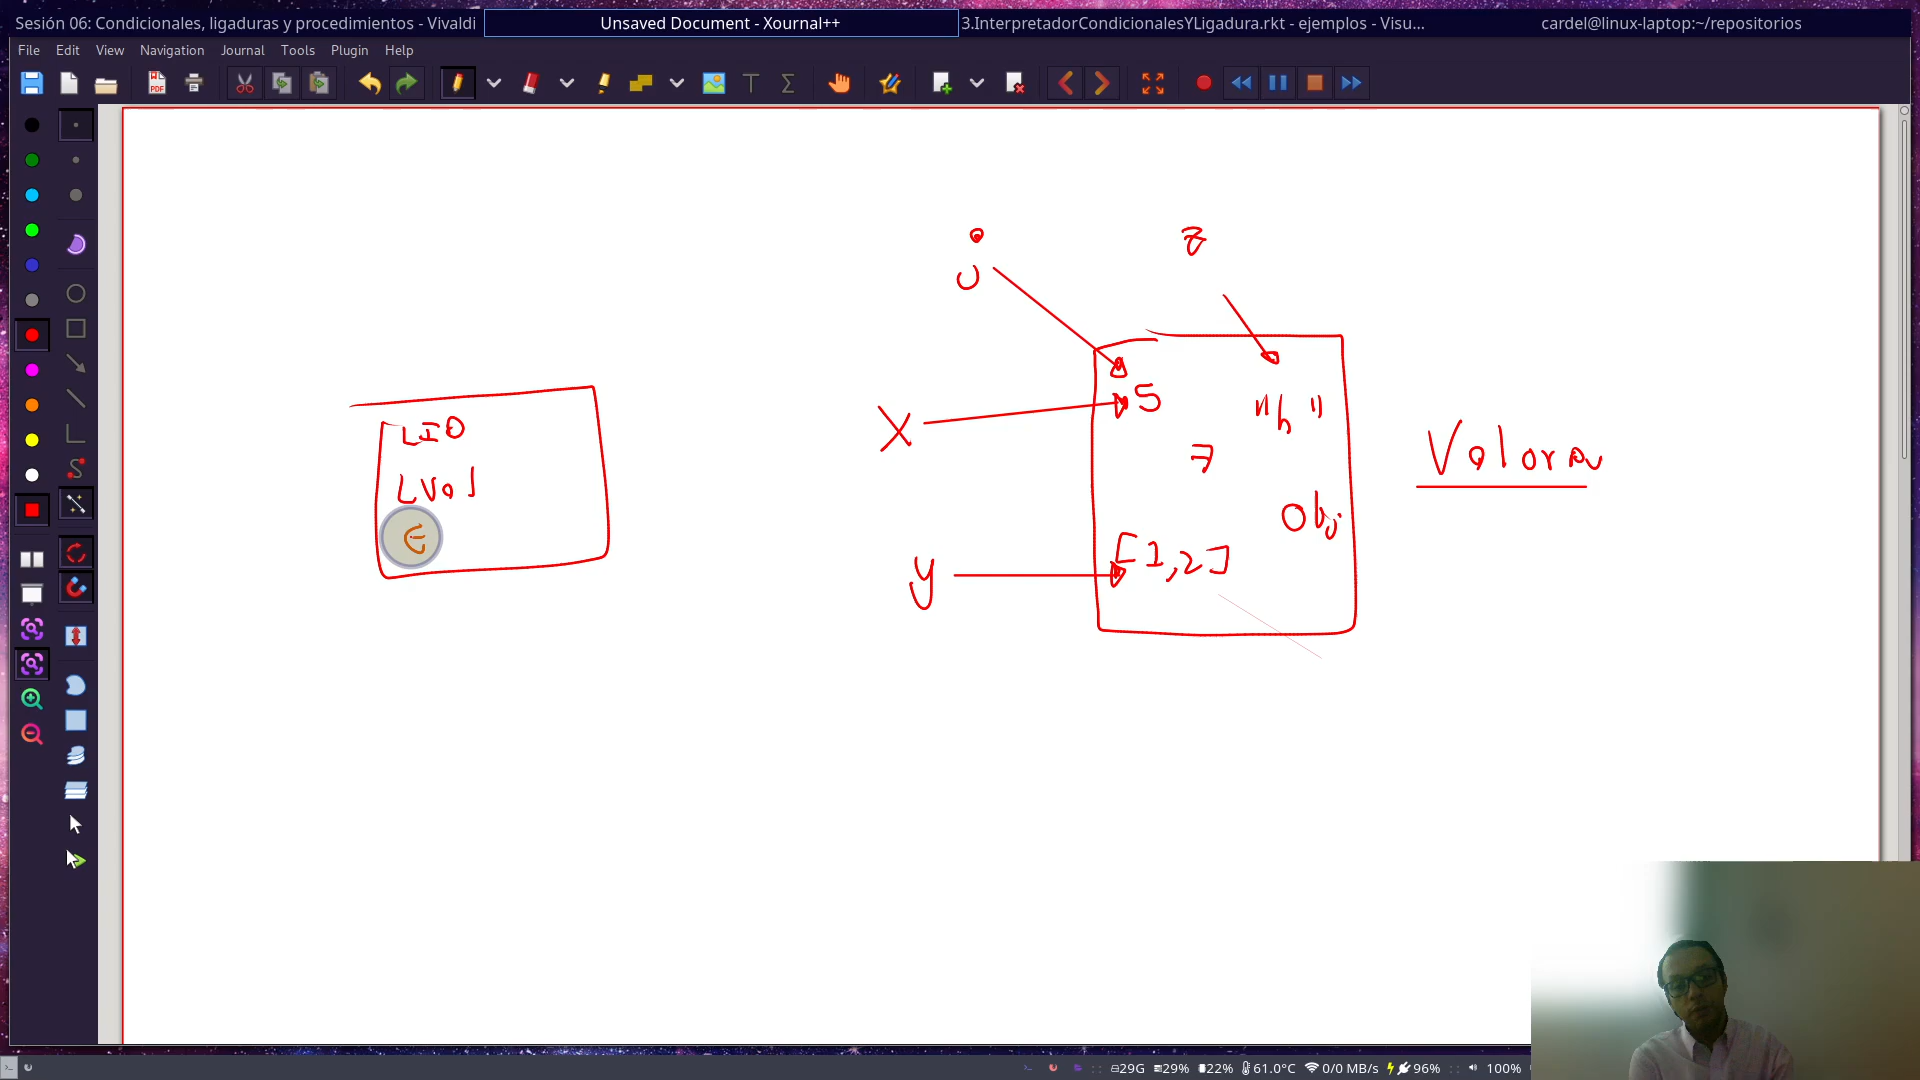 Sesión 06: Condicionales, ligaduras y procedimientos - Vivaldi
Unsaved Document - Xournal++
3.InterpretadorCondicionalesYLigadura.rkt - ejemplos - Visu...
cardel@linux-laptop:~/repositorios
File Edit View Navigation Journal Tools Plugin Help
U
z
X
5
"h"
7
y
[1,2]
Obj
LID
LVal
E
29G 29% 22% 61.0°C 0/0 MB/s 96% 100%